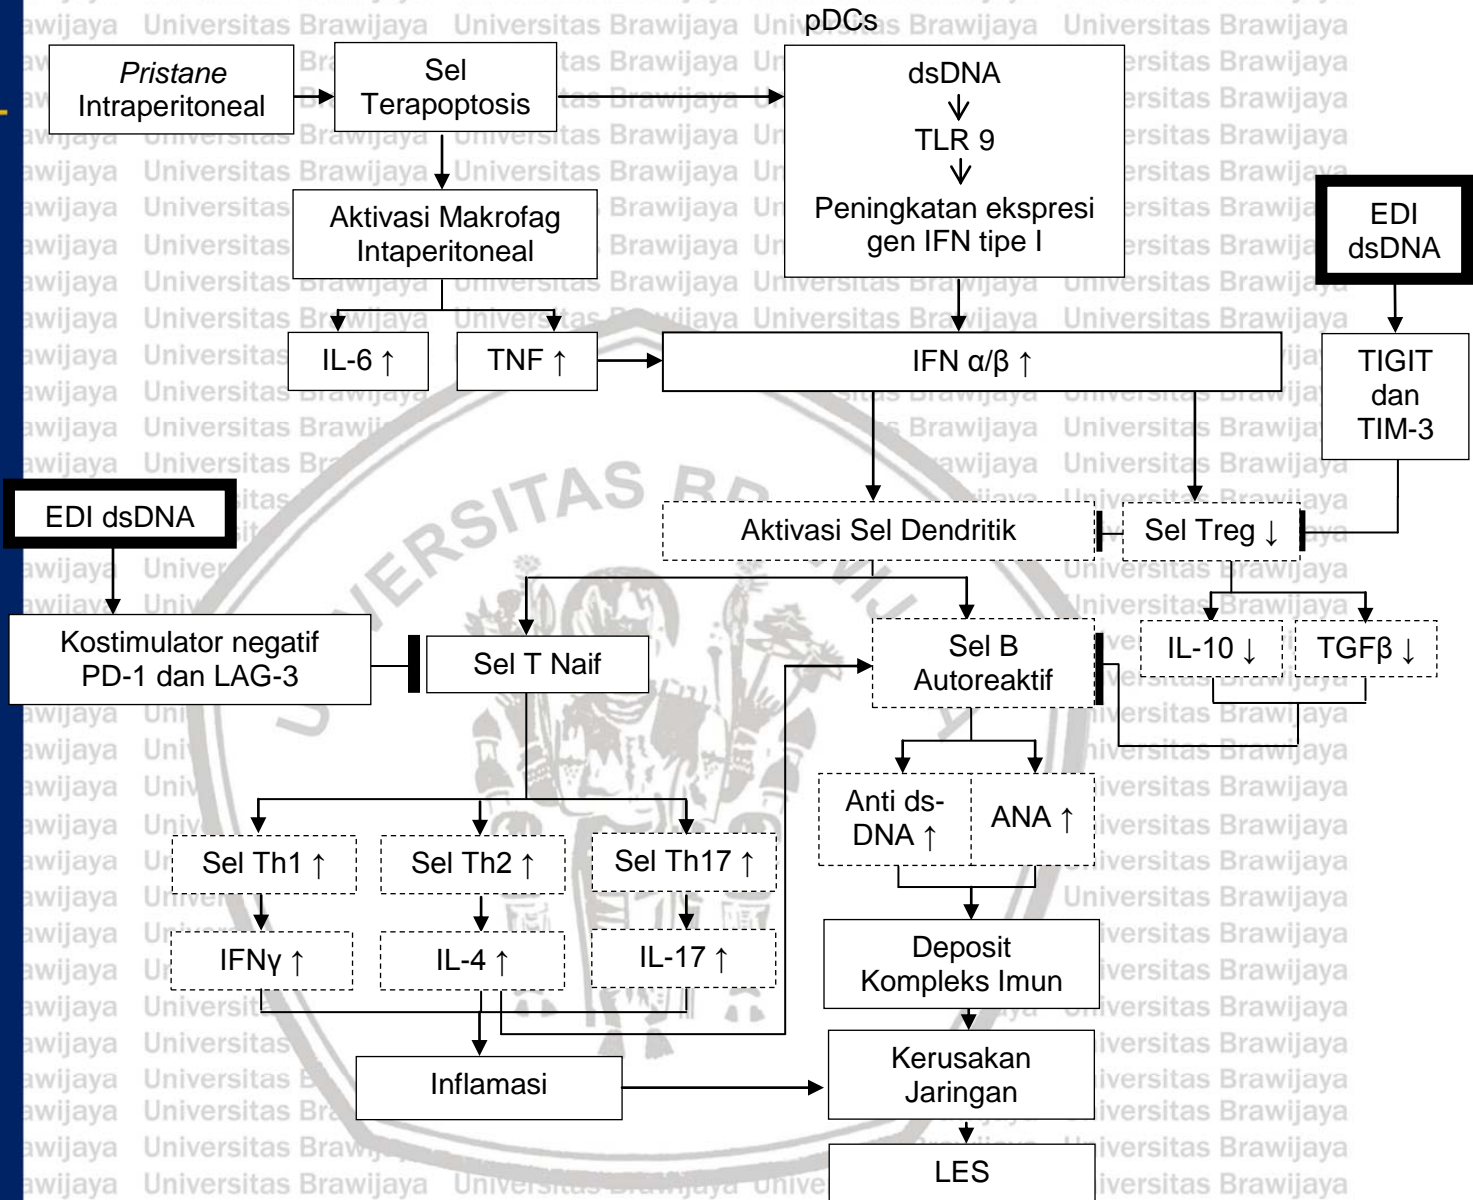 pDCs
Pristane
Intraperitoneal
Sel
Terapoptosis
dsDNA
TLR 9
Peningkatan ekspresi
gen IFN tipe I
EDI
dsDNA
Aktivasi Makrofag
Intaperitoneal
IL-6 ↑
TNF ↑
IFN α/β ↑
TIGIT
dan
TIM-3
EDI dsDNA
Aktivasi Sel Dendritik
Sel Treg ↓
Kostimulator negatif
PD-1 dan LAG-3
Sel T Naif
Sel B
Autoreaktif
IL-10 ↓
TGFβ ↓
Anti ds-
DNA ↑
ANA ↑
Sel Th1 ↑
Sel Th2 ↑
Sel Th17 ↑
IFNγ ↑
IL-4 ↑
IL-17 ↑
Deposit
Kompleks Imun
Inflamasi
Kerusakan
Jaringan
LES